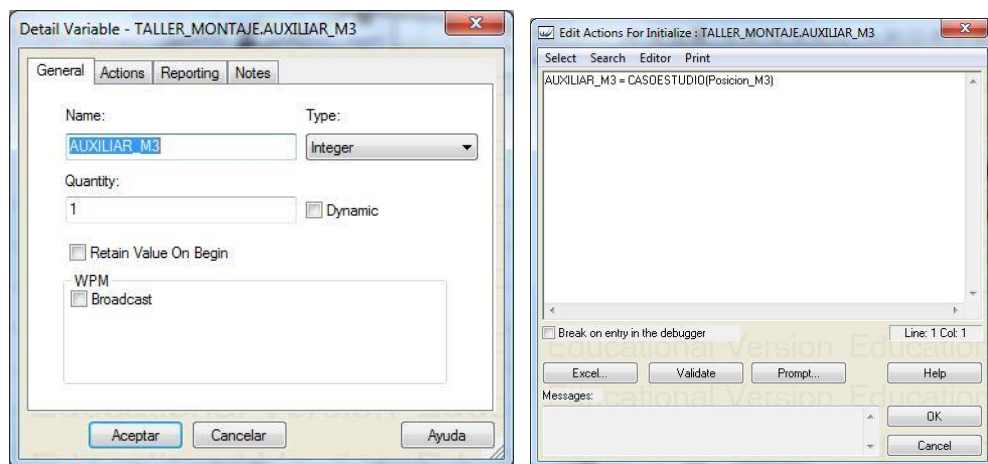 Detail Variable - TALLER_MONTAJE.AUXILIAR_M3
General Actions Reporting Notes
Name: Type:
AUXILIAR_M3 Integer
Quantity:
1 Dynamic
Retain Value On Begin
WPM
Broadcast
Aceptar Cancelar Ayuda
Edit Actions For Initialize : TALLER_MONTAJE.AUXILIAR_M3
Select Search Editor Print
AUXILIAR_M3 = CASOESTUDIO(Posicion_M3)
Break on entry in the debugger Line: 1 Col: 1
Educational Version Education
Excel... Validate Prompt... Help
Messages:
OK
Cancel